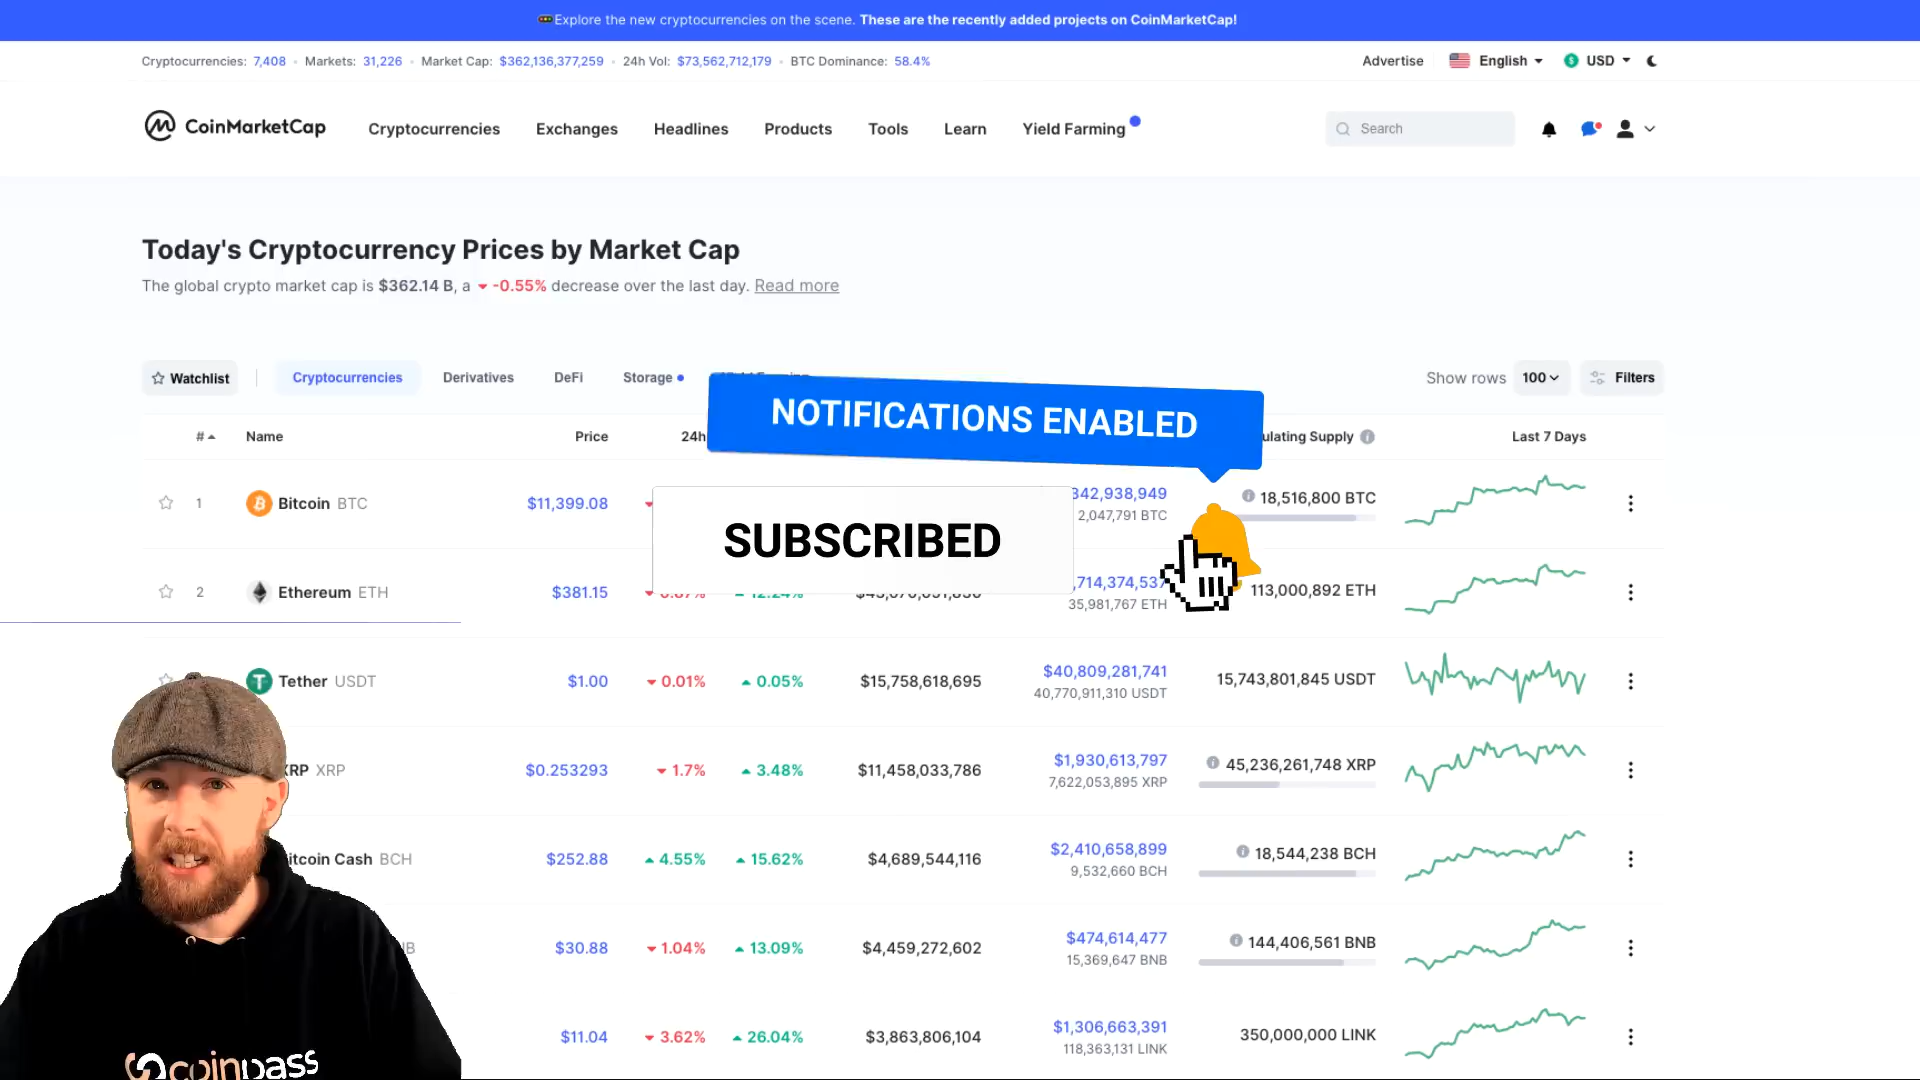 Explore the new cryptocurrencies on the scene. These are the recently added projects on CoinMarketCap!
Cryptocurrencies: 7,408 • Markets: 31,226 • Market Cap: $362,136,377,259 • 24h Vol: $73,562,712,179 • BTC Dominance: 58.4%
Advertise English USD
CoinMarketCap Cryptocurrencies Exchanges Headlines Products Tools Learn Yield Farming Search
Today's Cryptocurrency Prices by Market Cap
The global crypto market cap is $362.14 B, a -0.55% decrease over the last day. Read more
Watchlist Cryptocurrencies Derivatives DeFi Storage Show rows 100 Filters
NOTIFICATIONS ENABLED
# Name Price 24h ulating Supply Last 7 Days
1 Bitcoin BTC $11,399.08 342,938,949 18,516,800 BTC
2,047,791 BTC
SUBSCRIBED
2 Ethereum ETH $381.15 ,714,374,537 113,000,892 ETH
35,981,767 ETH
Tether USDT $1.00 0.01% 0.05% $15,758,618,695 $40,809,281,741 15,743,801,845 USDT
40,770,911,310 USDT
XRP XRP $0.253293 1.7% 3.48% $11,458,033,786 $1,930,613,797 45,236,261,748 XRP
7,622,053,895 XRP
itcoin Cash BCH $252.88 4.55% 15.62% $4,689,544,116 $2,410,658,899 18,544,238 BCH
9,532,660 BCH
NB $30.88 1.04% 13.09% $4,459,272,602 $474,614,477 144,406,561 BNB
15,369,647 BNB
$11.04 3.62% 26.04% $3,863,806,104 $1,306,663,391 350,000,000 LINK
118,363,131 LINK
coinpass